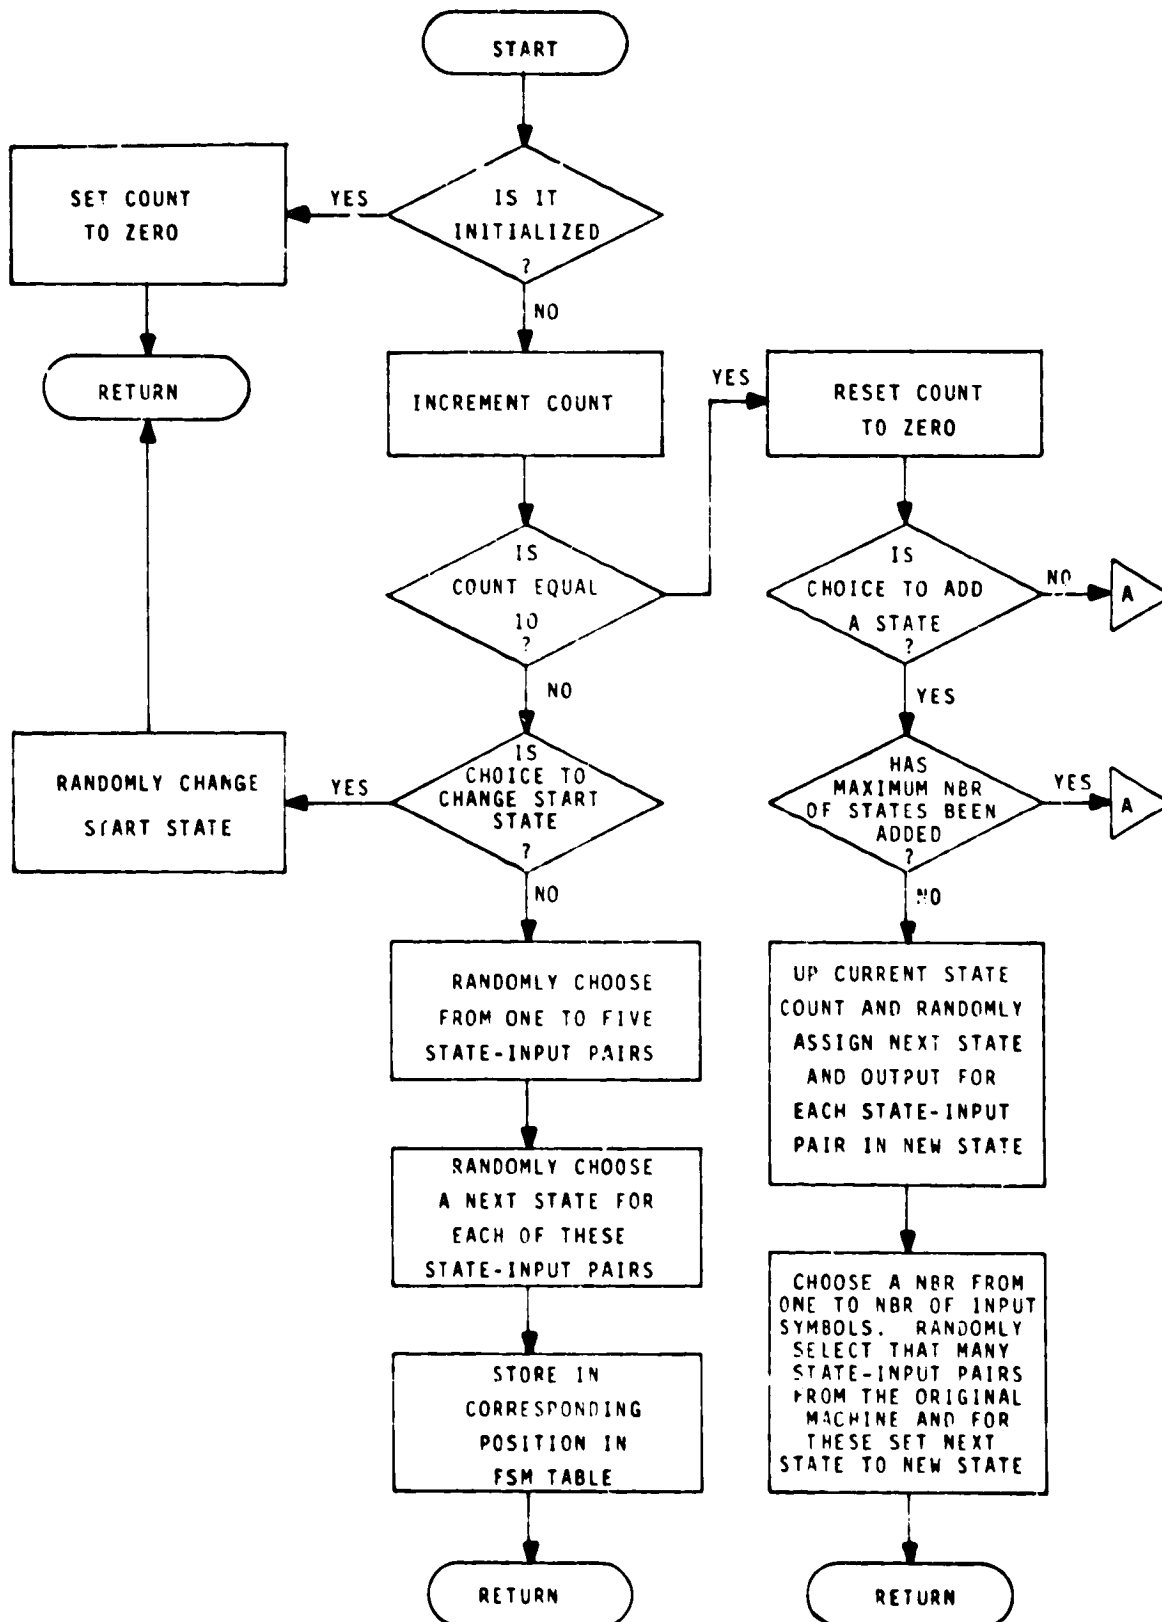 START
IS IT
INITIALIZED
?
YES
SET COUNT
TO ZERO
RETURN
NO
INCREMENT COUNT
IS
COUNT EQUAL
10
?
YES
RESET COUNT
TO ZERO
IS
CHOICE TO ADD
A STATE
?
NO
A
YES
HAS
MAXIMUM NBR
OF STATES BEEN
ADDED
?
YES
A
NO
UP CURRENT STATE
COUNT AND RANDOMLY
ASSIGN NEXT STATE
AND OUTPUT FOR
EACH STATE-INPUT
PAIR IN NEW STATE
CHOOSE A NBR FROM
ONE TO NBR OF INPUT
SYMBOLS. RANDOMLY
SELECT THAT MANY
STATE-INPUT PAIRS
FROM THE ORIGINAL
MACHINE AND FOR
THESE SET NEXT
STATE TO NEW STATE
RETURN
NO
IS
CHOICE TO
CHANGE START
STATE
?
YES
RANDOMLY CHANGE
START STATE
NO
RANDOMLY CHOOSE
FROM ONE TO FIVE
STATE-INPUT PAIRS
RANDOMLY CHOOSE
A NEXT STATE FOR
EACH OF THESE
STATE-INPUT PAIRS
STORE IN
CORRESPONDING
POSITION IN
FSM TABLE
RETURN